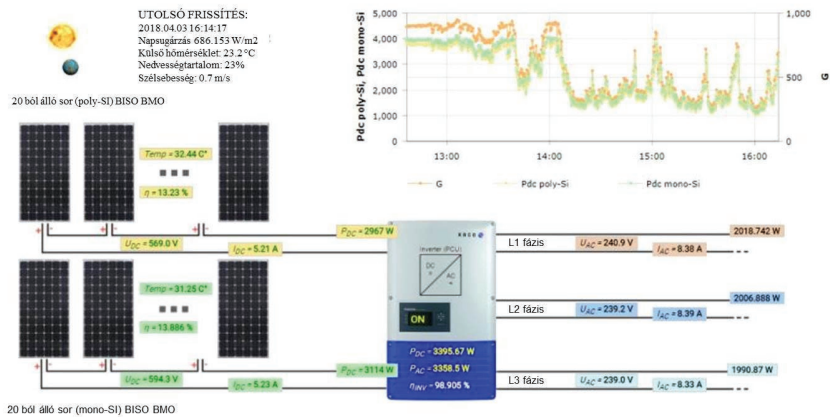 UTOLSÓ FRISSÍTÉS:
2018.04.03 16:14:17
Napsugárzás 686.153 W/m2
Külső hőmérséklet: 23.2 °C
Nedvességtartalom: 23%
Szélsebesség: 0.7 m/s
20 ból álló sor (poly-SI) BISO BMO
Pdc poly-Si, Pdc mono-Si
5,000
4,000
3,000
2,000
1,000
0
1,000
500
0
G
13:00
14:00
15:00
16:00
G
Pdc poly-Si
Pdc mono-Si
Temp = 32.44 C°
η = 13.23 %
+ - + - + -
U_DC = 569.0 V
I_DC = 5.21 A
P_DC = 2967 W
Temp = 31.25 C°
η = 13.886 %
+ - + - + -
U_DC = 594.3 V
I_DC = 5.23 A
P_DC = 3114 W
KACO
Inverter (PCU)
DC
AC
ON
P_DC = 3395.67 W
P_AC = 3358.5 W
η_INV = 98.905 %
L1 fázis
U_AC = 240.9 V
I_AC = 8.38 A
2018.742 W
L2 fázis
U_AC = 239.2 V
I_AC = 8.39 A
2006.888 W
L3 fázis
U_AC = 239.0 V
I_AC = 8.33 A
1990.87 W
20 ból álló sor (mono-SI) BISO BMO